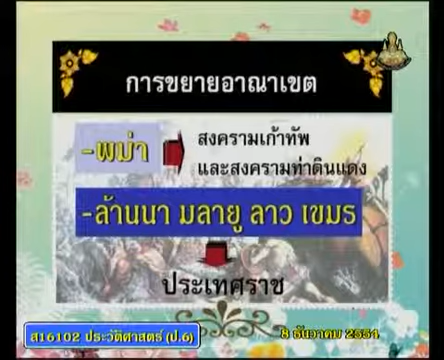 การขยายอาณาเขต
-พม่า
สงครามเก้าทัพ
และสงครามท่าดินแดง
-ล้านนา มลายู ลาว เขมร
ประเทศราช
ส16102 ประวัติศาสตร์ (ป.6)
8 ธันวาคม 2554